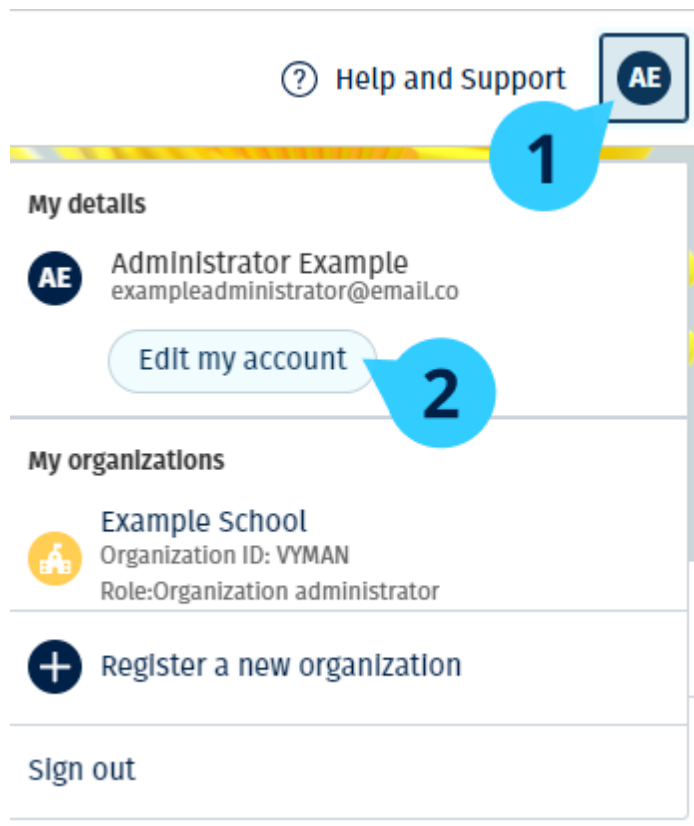 ? Help and Support AE
1
My details
AE Administrator Example
exampleadministrator@email.co
Edit my account
2
My organizations
Example School
Organization ID: VYMAN
Role:Organization administrator
Register a new organization
Sign out